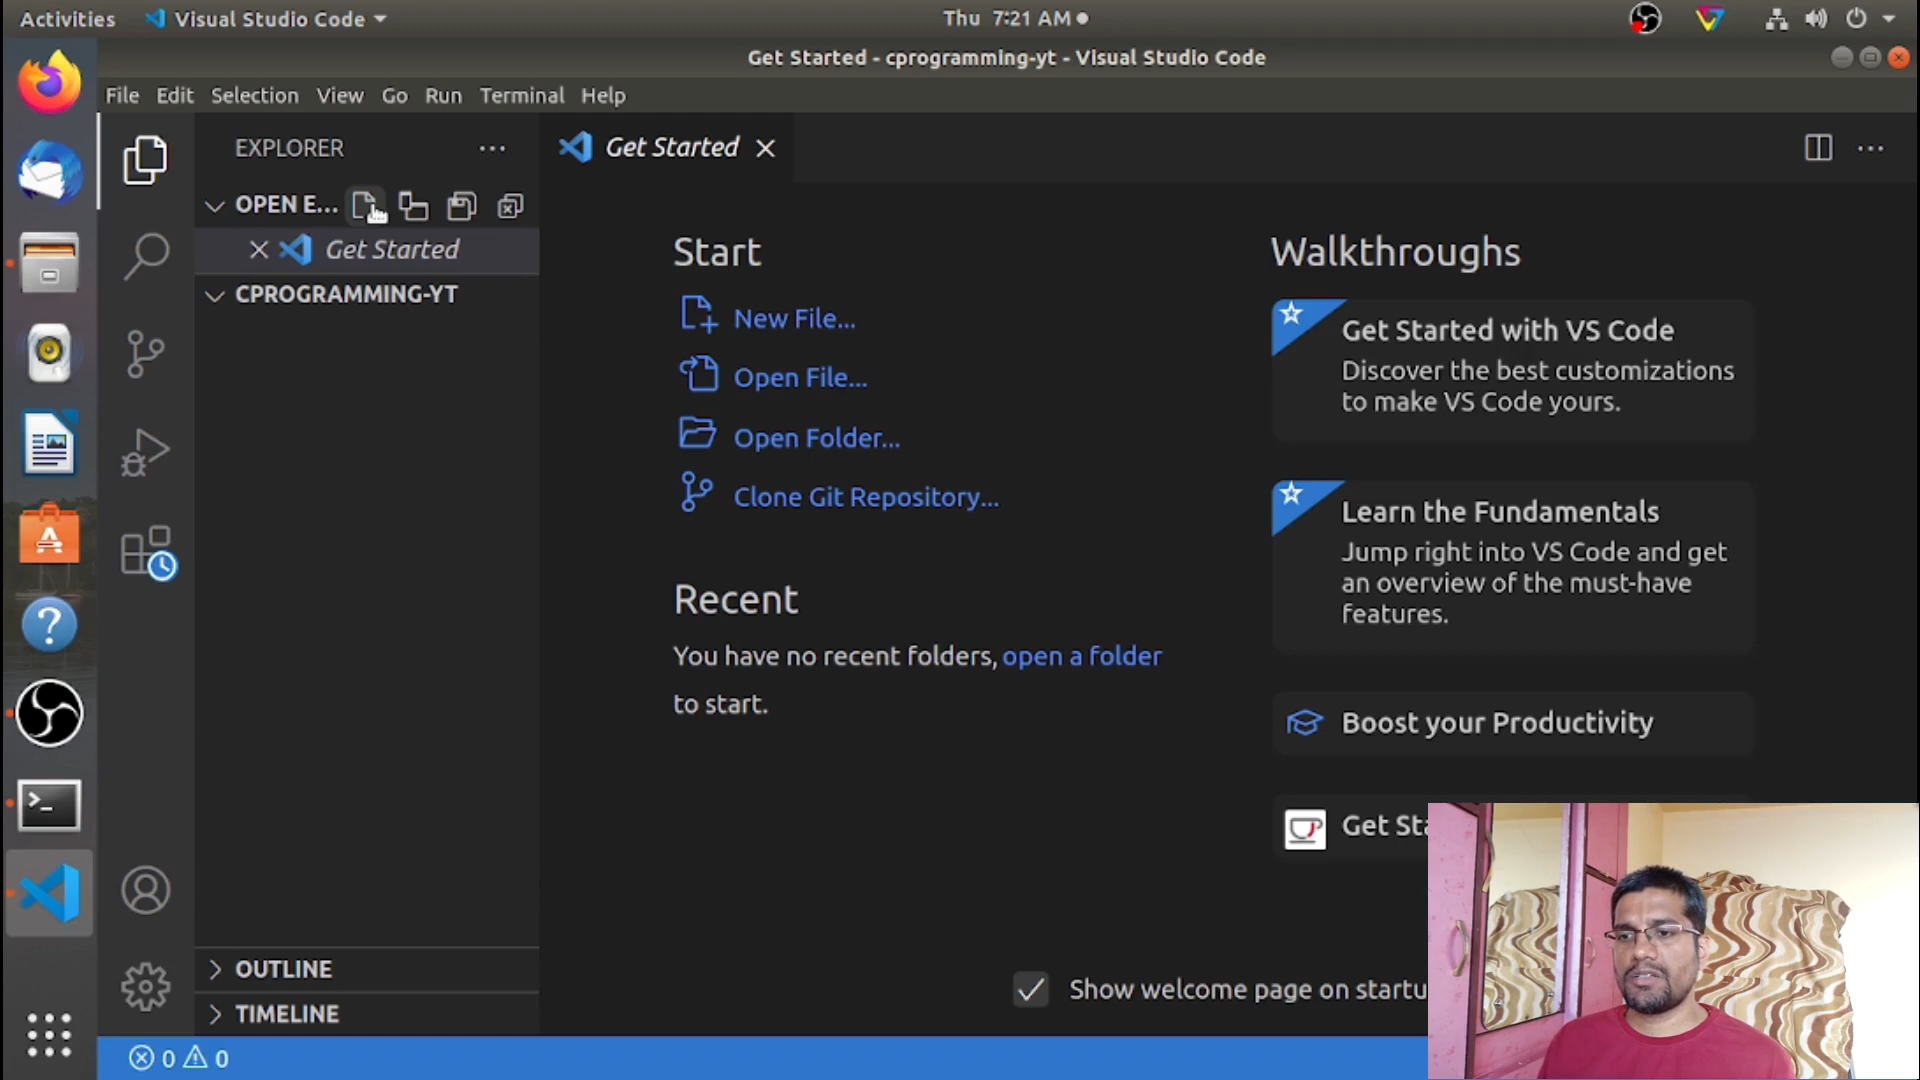 Activities
Visual Studio Code
Thu 7:21 AM
Get Started - cprogramming-yt - Visual Studio Code
File Edit Selection View Go Run Terminal Help
EXPLORER
OPEN E...
Get Started
CPROGRAMMING-YT
OUTLINE
TIMELINE
Get Started
Start
New File...
Open File...
Open Folder...
Clone Git Repository...
Recent
You have no recent folders, open a folder
to start.
Walkthroughs
Get Started with VS Code
Discover the best customizations
to make VS Code yours.
Learn the Fundamentals
Jump right into VS Code and get
an overview of the must-have
features.
Boost your Productivity
Get Sta
Show welcome page on startu
0 0